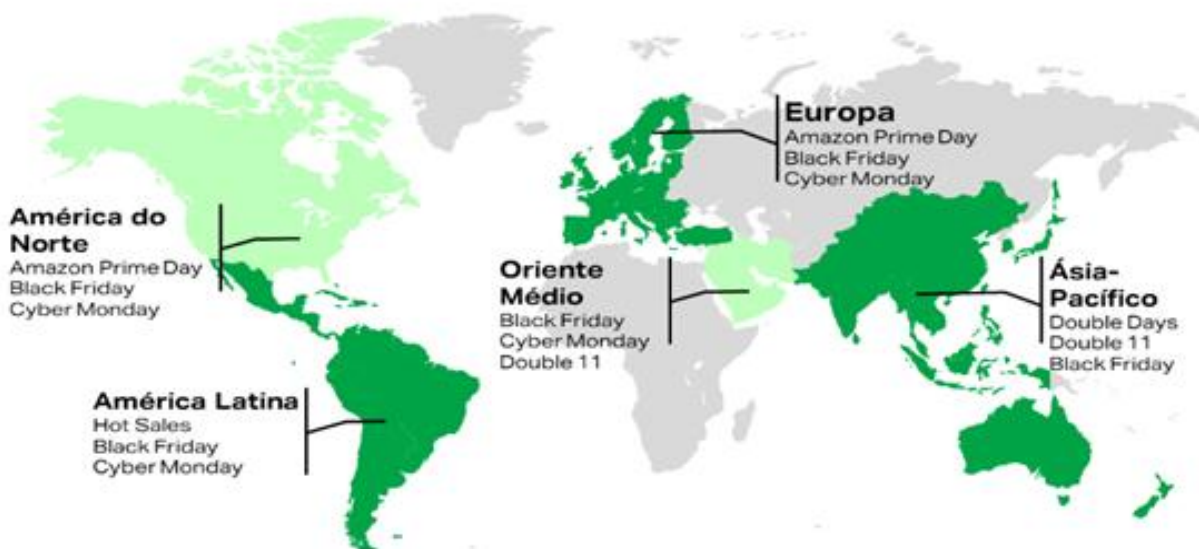 Europa
Amazon Prime Day
Black Friday
Cyber Monday
América do
Norte
Amazon Prime Day
Black Friday
Cyber Monday
Oriente
Médio
Black Friday
Cyber Monday
Double 11
Ásia-
Pacífico
Double Days
Double 11
Black Friday
América Latina
Hot Sales
Black Friday
Cyber Monday